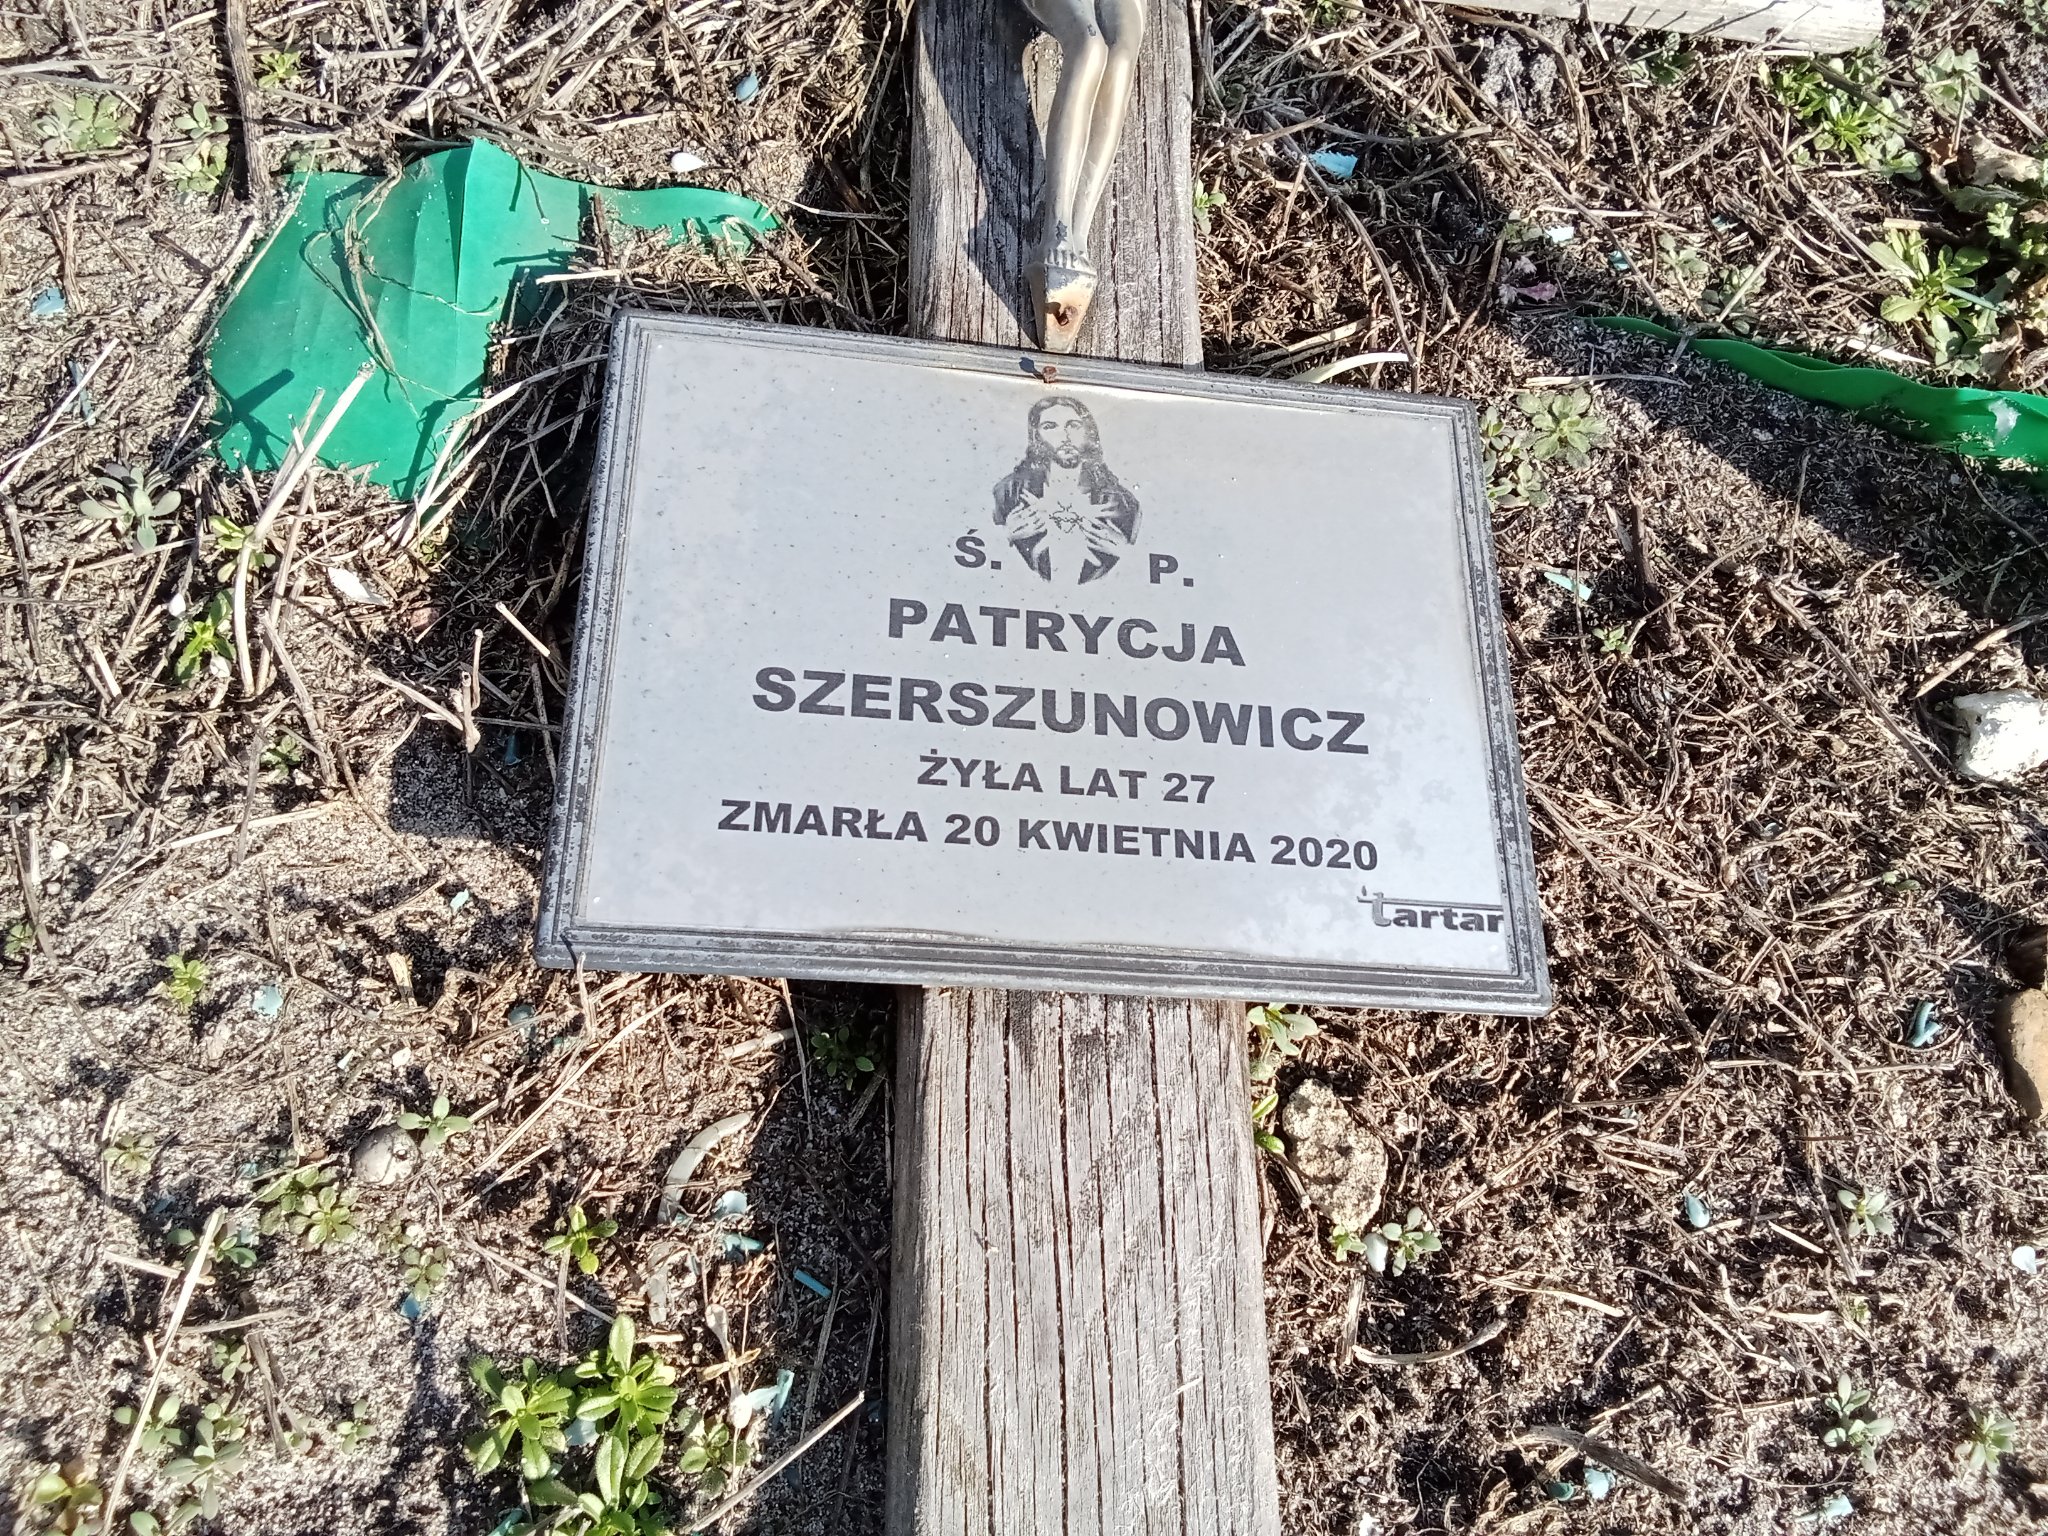 Ś. P.
PATRYCJA
SZERSZUNOWICZ
ŻYŁA LAT 27
ZMARŁA 20 KWIETNIA 2020
tartar